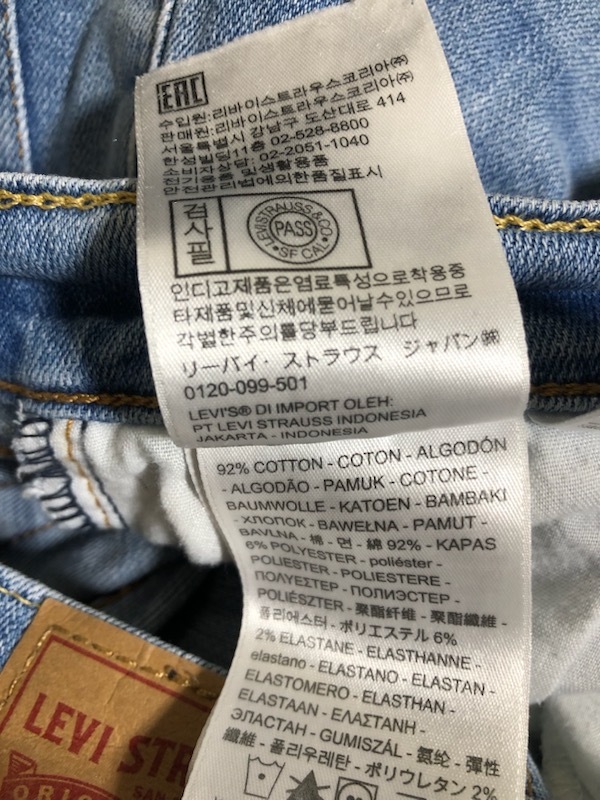 EAC
수입원:리바이스트라우스코리아㈜
판매원:리바이스트라우스코리아㈜
서울특별시 강남구 도산대로 414
한성빌딩11층 02-528-8800
소비자상담 02-2051-1040
안전기준 생활용품
안전관리법에의한품질표시
검사필
LEVI STRAUSS & CO
PASS
SF CAL
인디고제품은염료특성으로착용중
타제품및신체에묻어날수있으므로
각별한주의를당부드립니다
リーバイ・ストラウス ジャパン㈱
0120-099-501
LEVI'S® DI IMPORT OLEH:
PT LEVI STRAUSS INDONESIA
JAKARTA - INDONESIA
92% COTTON - COTON - ALGODÓN
- ALGODÃO - PAMUK - COTONE -
BAUMWOLLE - KATOEN - BAMBAKI
- ХЛОПОК - BAWEŁNA - PAMUT -
BAVLNA - 棉 - 면 - 綿 92% - KAPAS
6% POLYESTER - poliéster -
POLIESTER - POLIESTERE -
ΠΟΛΥΕΣΤΕΡ - ПОЛИЭСТЕР -
POLIÉSZTER - 聚酯纤维 - 聚酯纖維 -
폴리에스터 - ポリエステル 6%
2% ELASTANE - ELASTHANNE -
elastano - ELASTANO - ELASTAN -
ELASTOMERO - ELASTHAN -
ELASTAAN - ΕΛΑΣΤΑΝΗ -
ЭЛАСТАН - GUMISZÁL - 氨纶 - 彈性
纖維 - 폴리우레탄 - ポリウレタン 2%
LEVI STR
SAN
ORIG